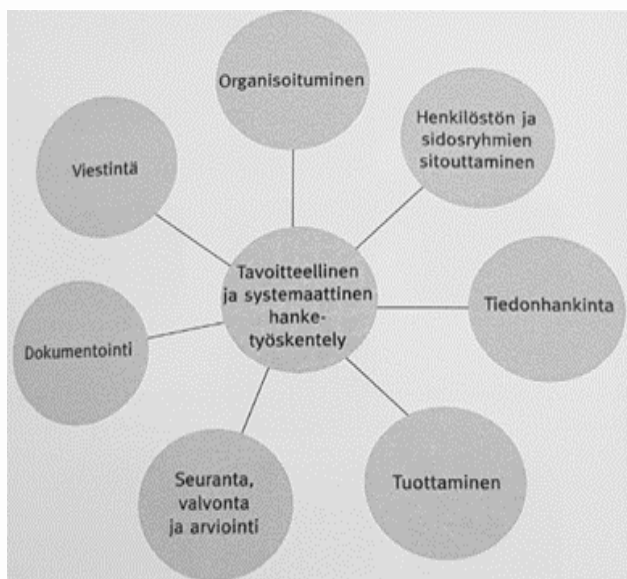 Organisoituminen
Henkilöstön ja
sidosryhmien
sitouttaminen
Viestintä
Tavoitteellinen
ja systemaattinen
hanke-
työskentely
Tiedonhankinta
Dokumentointi
Seuranta,
valvonta
ja arviointi
Tuottaminen